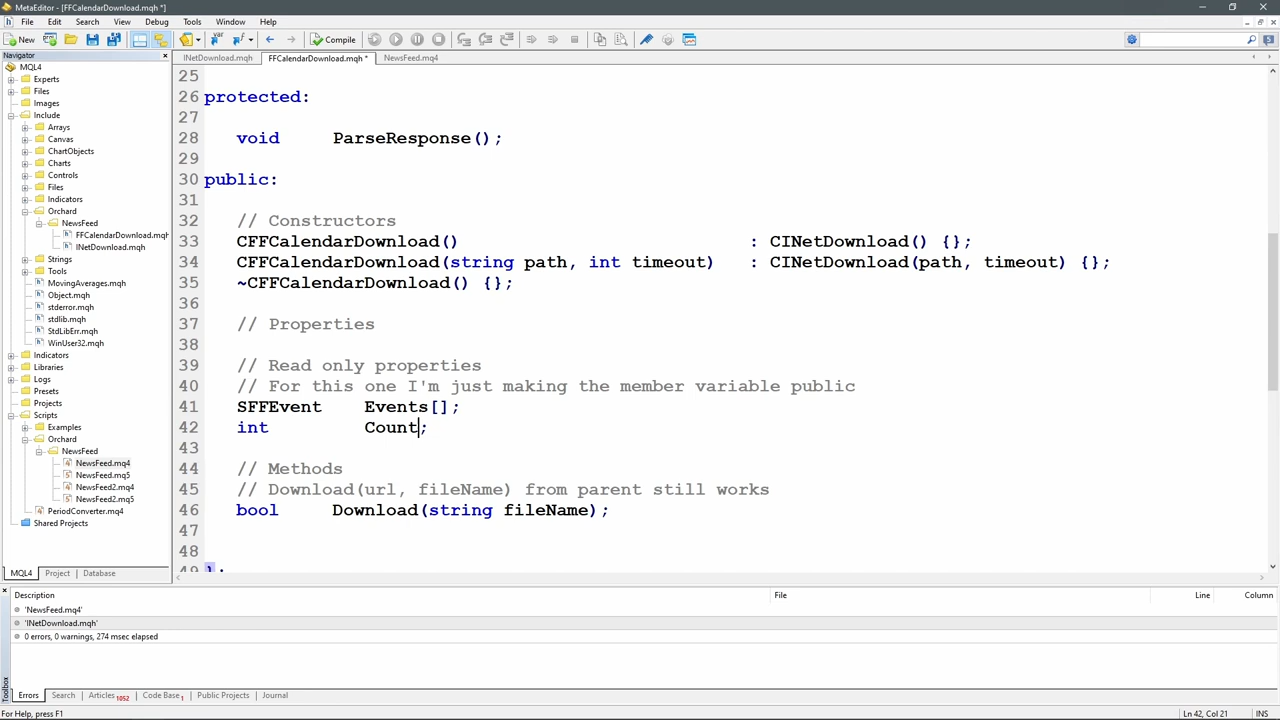 MetaEditor - [FFCalendarDownload.mqh *]
File Edit Search View Debug Tools Window Help
New Compile
Navigator
INetDownload.mqh FFCalendarDownload.mqh * NewsFeed.mq4
MQL4
Experts
Files
Images
Include
Arrays
Canvas
ChartObjects
Charts
Controls
Files
Indicators
Orchard
NewsFeed
FFCalendarDownload.mqh
INetDownload.mqh
Strings
Tools
MovingAverages.mqh
Object.mqh
stderror.mqh
stdlib.mqh
StdLibErr.mqh
WinUser32.mqh
Indicators
Libraries
Logs
Presets
Projects
Scripts
Examples
Orchard
NewsFeed
NewsFeed.mq4
NewsFeed.mq5
NewsFeed2.mq4
NewsFeed2.mq5
PeriodConverter.mq4
Shared Projects
MQL4 Project Database
25
26 protected:
27
28 void ParseResponse();
29
30 public:
31
32 // Constructors
33 CFFCalendarDownload() : CINetDownload() {};
34 CFFCalendarDownload(string path, int timeout) : CINetDownload(path, timeout) {};
35 ~CFFCalendarDownload() {};
36
37 // Properties
38
39 // Read only properties
40 // For this one I'm just making the member variable public
41 SFFEvent Events[];
42 int Count;
43
44 // Methods
45 // Download(url, fileName) from parent still works
46 bool Download(string fileName);
47
48
49 };
Description File Line Column
'NewsFeed.mq4'
'INetDownload.mqh'
0 errors, 0 warnings, 274 msec elapsed
Toolbox
Errors Search Articles 1052 Code Base 1 Public Projects Journal
For Help, press F1 Ln 42, Col 21 INS